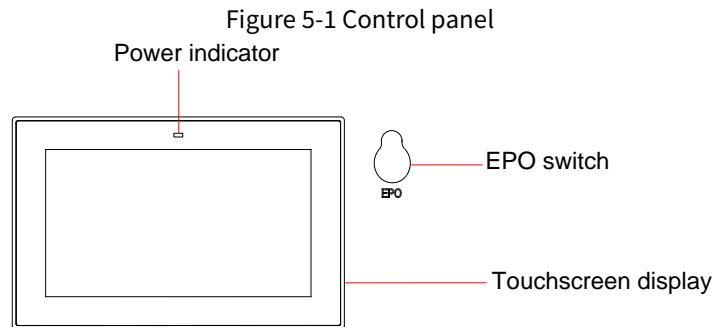 Figure 5-1 Control panel
Power indicator
EPO switch
EPO
Touchscreen display